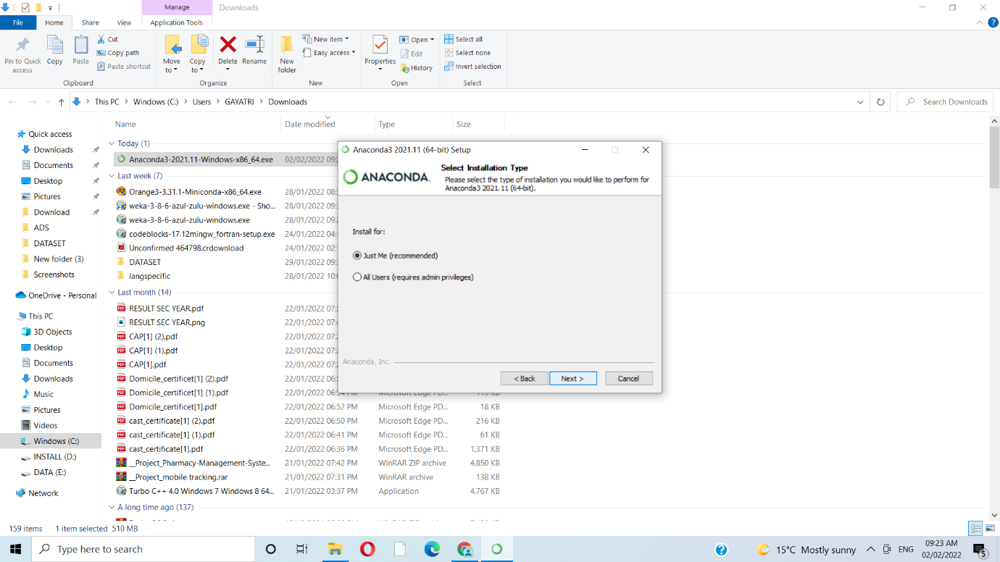 Manage
Downloads
File
Home
Share
View
Application Tools
Pin to Quick access
Copy
Paste
Cut
Copy path
Paste shortcut
Clipboard
Move to
Copy to
Delete
Rename
Organize
New folder
New item
Easy access
New
Properties
Open
Edit
History
Open
Select all
Select none
Invert selection
Select
This PC
Windows (C:)
Users
GAYATRI
Downloads
Search Downloads
Quick access
Downloads
Documents
Desktop
Pictures
Download
ADS
DATASET
New folder (3)
Screenshots
OneDrive - Personal
This PC
3D Objects
Desktop
Documents
Downloads
Music
Pictures
Videos
Windows (C:)
INSTALL (D:)
DATA (E:)
Network
Name Date modified Type Size
Today (1)
Anaconda3-2021.11-Windows-x86_64.exe 02/02/2022 09:
Last week (7)
Orange3-3.31.1-Miniconda-x86_64.exe 28/01/2022 08:
weka-3-8-6-azul-zulu-windows.exe - Sho... 28/01/2022 09:
weka-3-8-6-azul-zulu-windows.exe 28/01/2022 09:
codeblocks-17.12mingw_fortran-setup.exe 24/01/2022 04:
Unconfirmed 464798.crdownload 24/01/2022 02:
DATASET 29/01/2022 09:
langspecific 28/01/2022 10:
Last month (14)
RESULT SEC YEAR.pdf 22/01/2022 07:
RESULT SEC YEAR.png 22/01/2022 07:
CAP[1] (2).pdf 22/01/2022 07:
CAP[1] (1).pdf 22/01/2022 07:
CAP[1].pdf 22/01/2022 07:
Domicile_certificet[1] (2).pdf 22/01/2022 06:
Domicile_certificet[1] (1).pdf 22/01/2022 06:54 PM Microsoft Edge PD... 119 KB
Domicile_certificet[1].pdf 22/01/2022 06:52 PM Microsoft Edge PD... 18 KB
cast_certificate[1] (2).pdf 22/01/2022 06:50 PM Microsoft Edge PD... 216 KB
cast_certificate[1] (1).pdf 22/01/2022 06:41 PM Microsoft Edge PD... 61 KB
cast_certificate[1].pdf 22/01/2022 06:36 PM Microsoft Edge PD... 1,371 KB
__Project_Pharmacy-Management-Syste... 21/01/2022 07:42 PM WinRAR ZIP archive 4,850 KB
__Project_mobile tracking.rar 21/01/2022 07:31 PM WinRAR archive 138 KB
Turbo C++ 4.0 Windows 7 Windows 8 64... 21/01/2022 03:37 PM Application 4,767 KB
A long time ago (137)
Anaconda3 2021.11 (64-bit) Setup
ANACONDA.
Select Installation Type
Please select the type of installation you would like to perform for
Anaconda3 2021.11 (64-bit).
Install for:
Just Me (recommended)
All Users (requires admin privileges)
Anaconda, Inc.
< Back
Next >
Cancel
159 items 1 item selected 510 MB
Type here to search
15°C Mostly sunny
ENG
09:23 AM
02/02/2022
5